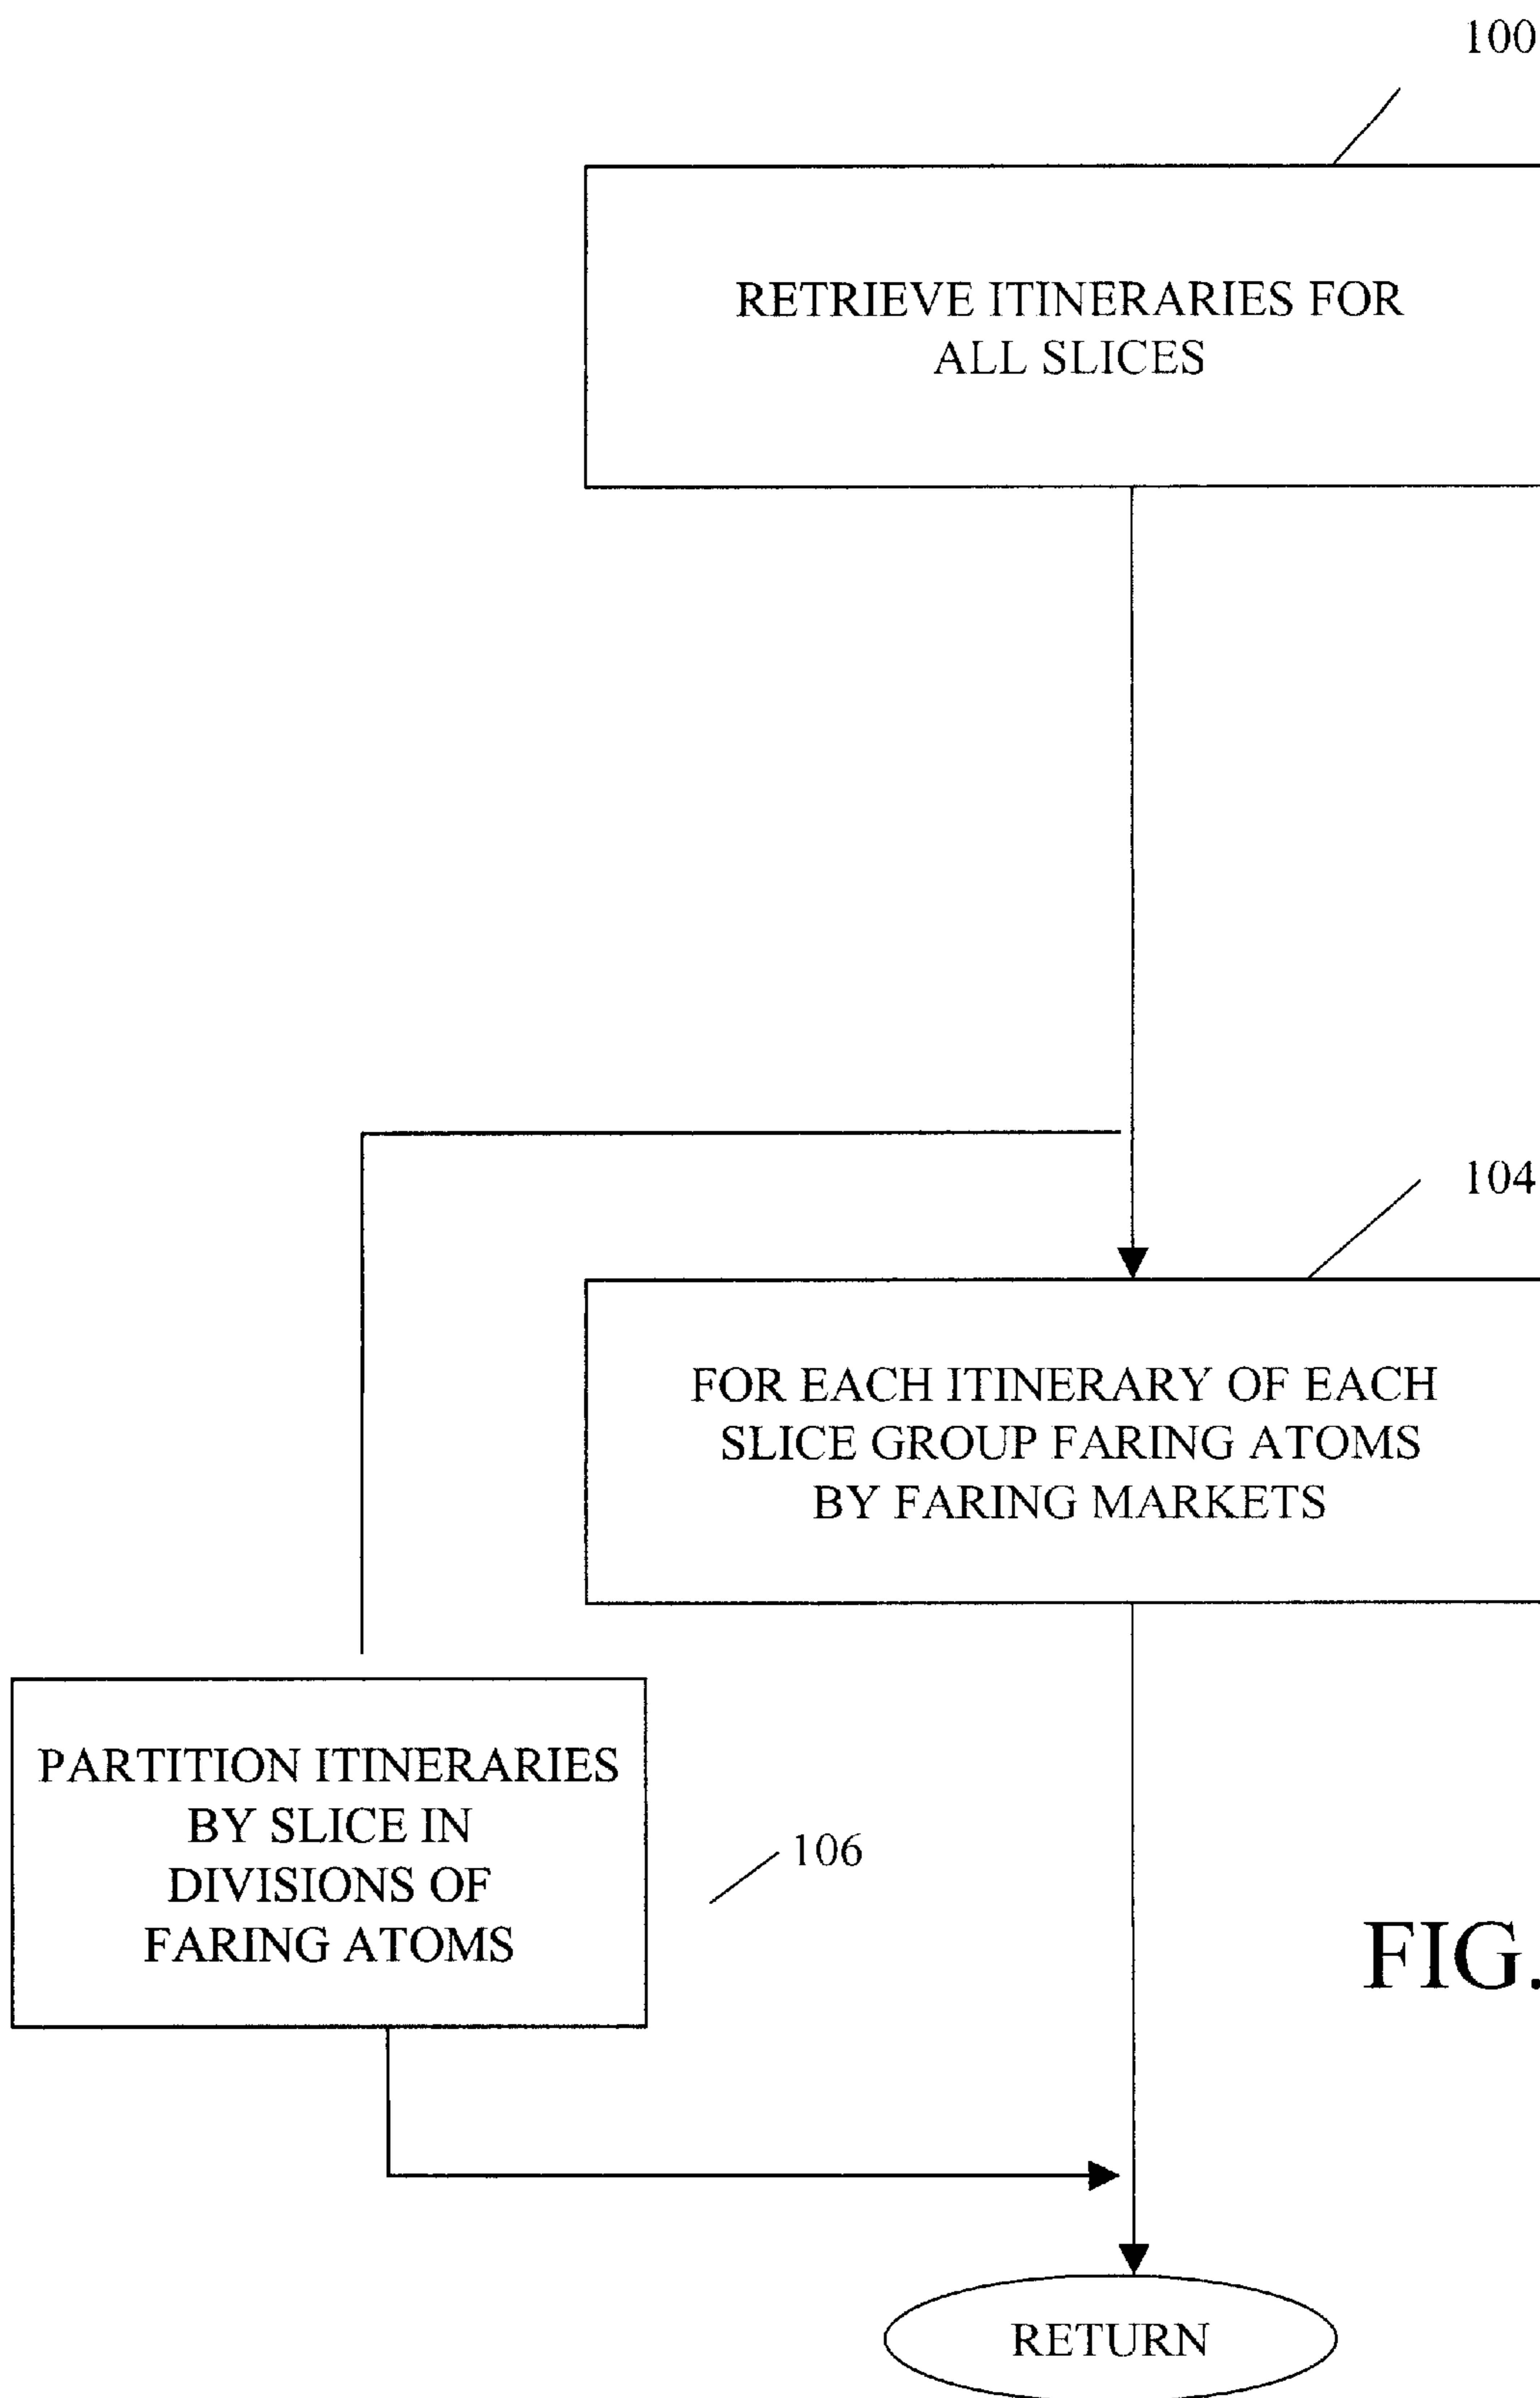 100
RETRIEVE ITINERARIES FOR
ALL SLICES
104
FOR EACH ITINERARY OF EACH
SLICE GROUP FARING ATOMS
BY FARING MARKETS
PARTITION ITINERARIES
BY SLICE IN
DIVISIONS OF
FARING ATOMS
106
FIG.
RETURN